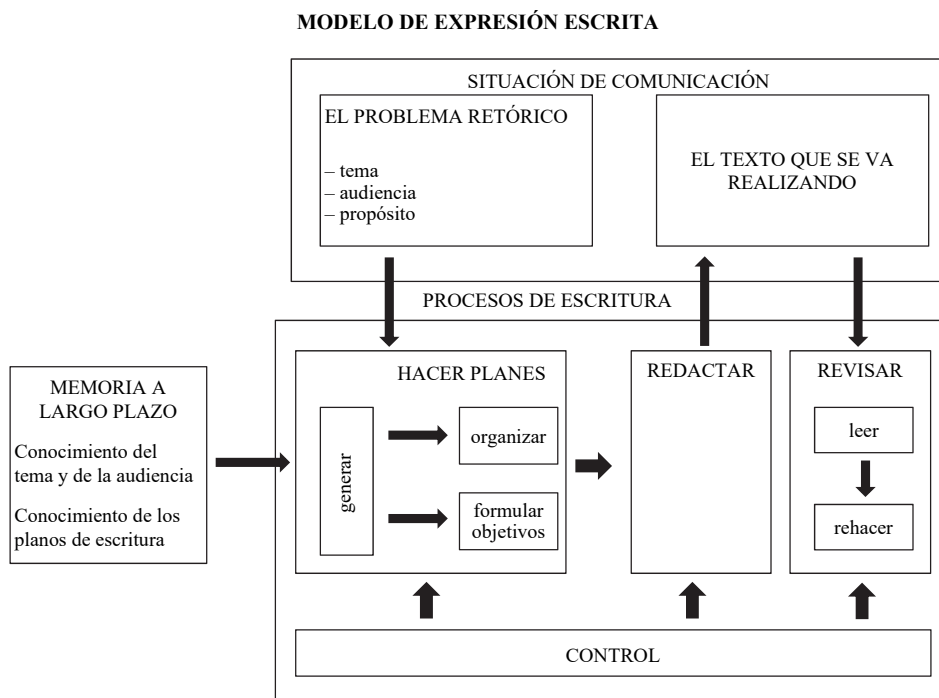 MODELO DE EXPRESIÓN ESCRITA
SITUACIÓN DE COMUNICACIÓN
EL PROBLEMA RETÓRICO
– tema
– audiencia
– propósito
EL TEXTO QUE SE VA
REALIZANDO
PROCESOS DE ESCRITURA
MEMORIA A
LARGO PLAZO
Conocimiento del
tema y de la audiencia
Conocimiento de los
planos de escritura
HACER PLANES
generar
organizar
formular
objetivos
REDACTAR
REVISAR
leer
rehacer
CONTROL